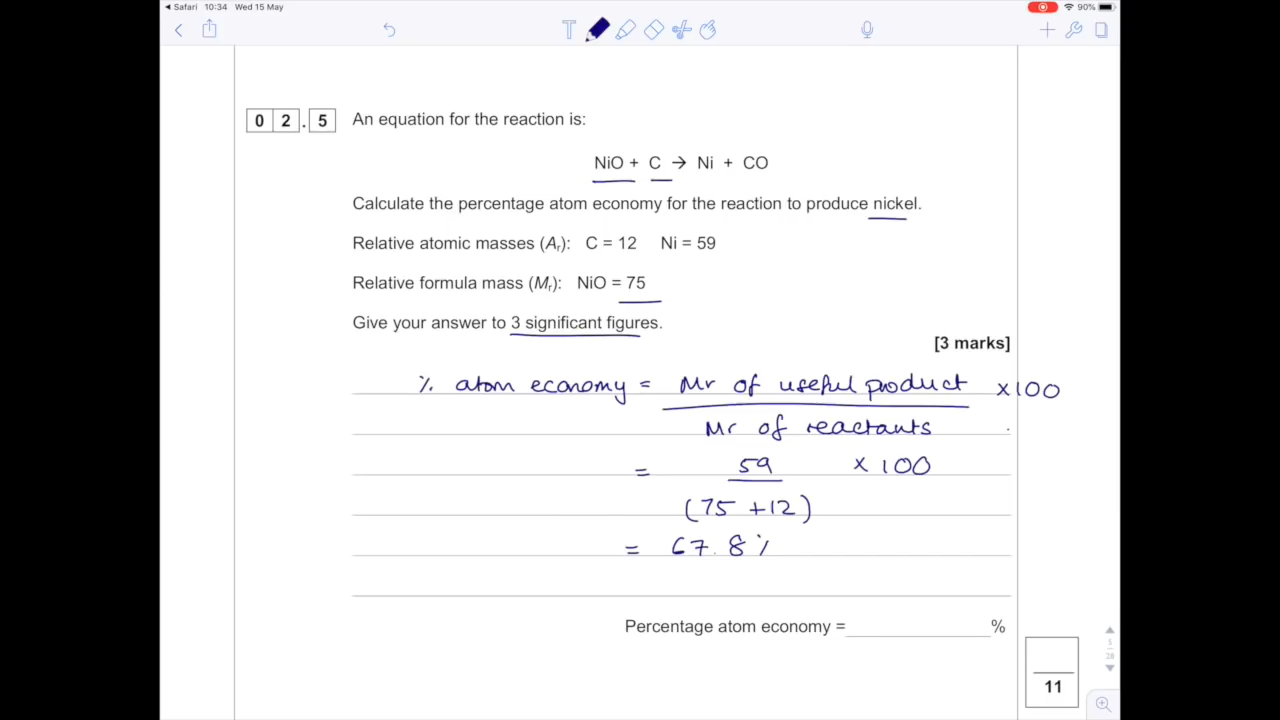 Safari 10:34 Wed 15 May 90%
T
0 2 . 5 An equation for the reaction is:
NiO + C → Ni + CO
Calculate the percentage atom economy for the reaction to produce nickel.
Relative atomic masses (Ar): C = 12 Ni = 59
Relative formula mass (Mr): NiO = 75
Give your answer to 3 significant figures.
[3 marks]
% atom economy = Mr of useful product × 100
Mr of reactants
= 59 × 100
(75 + 12)
= 67.8%
Percentage atom economy = %
5
28
11